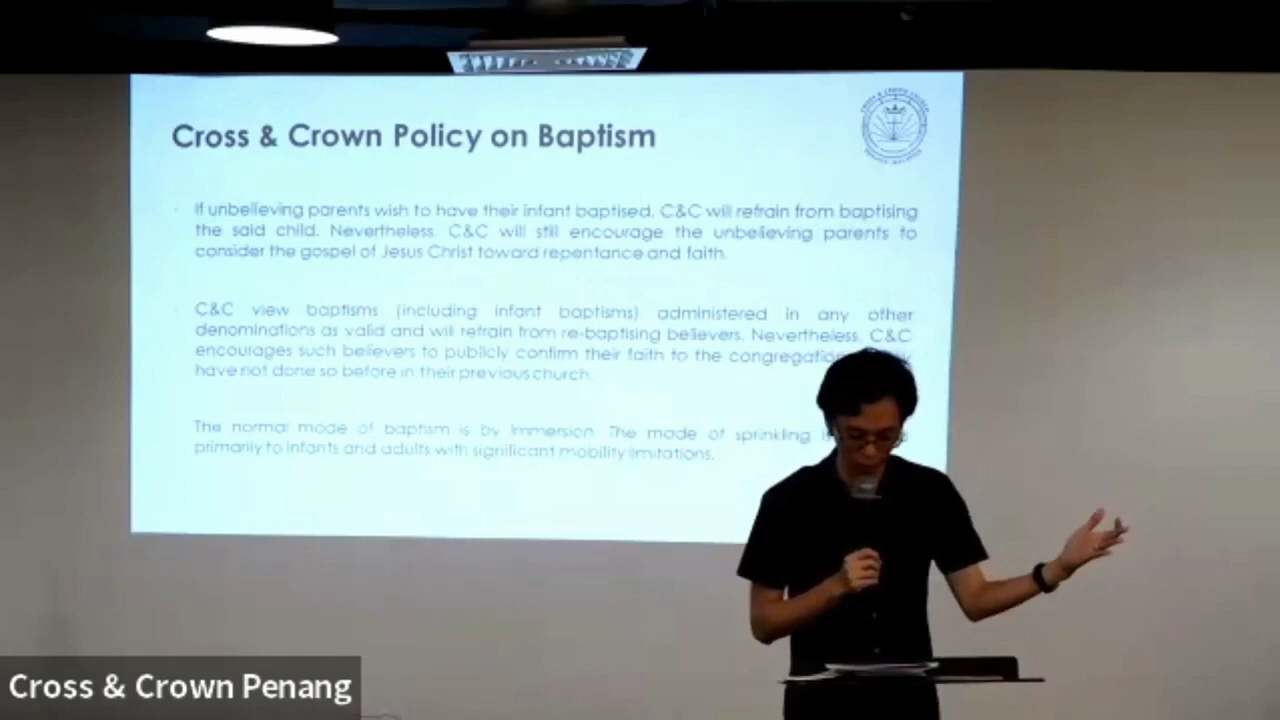 Cross & Crown Policy on Baptism
If unbelieving parents wish to have their infant baptised, C&C will refrain from baptising
the said child. Nevertheless, C&C will still encourage the unbelieving parents to
consider the gospel of Jesus Christ toward repentance and faith.
C&C view baptisms (including infant baptisms) administered in any other
denominations as valid and will refrain from re-baptising believers. Nevertheless, C&C
encourages such believers to publicly confirm their faith to the congregation
have not done so before in their previous church.
The normal mode of baptism is by immersion. The mode of sprinkling
primarily to infants and adults with significant mobility limitations.
Cross & Crown Penang